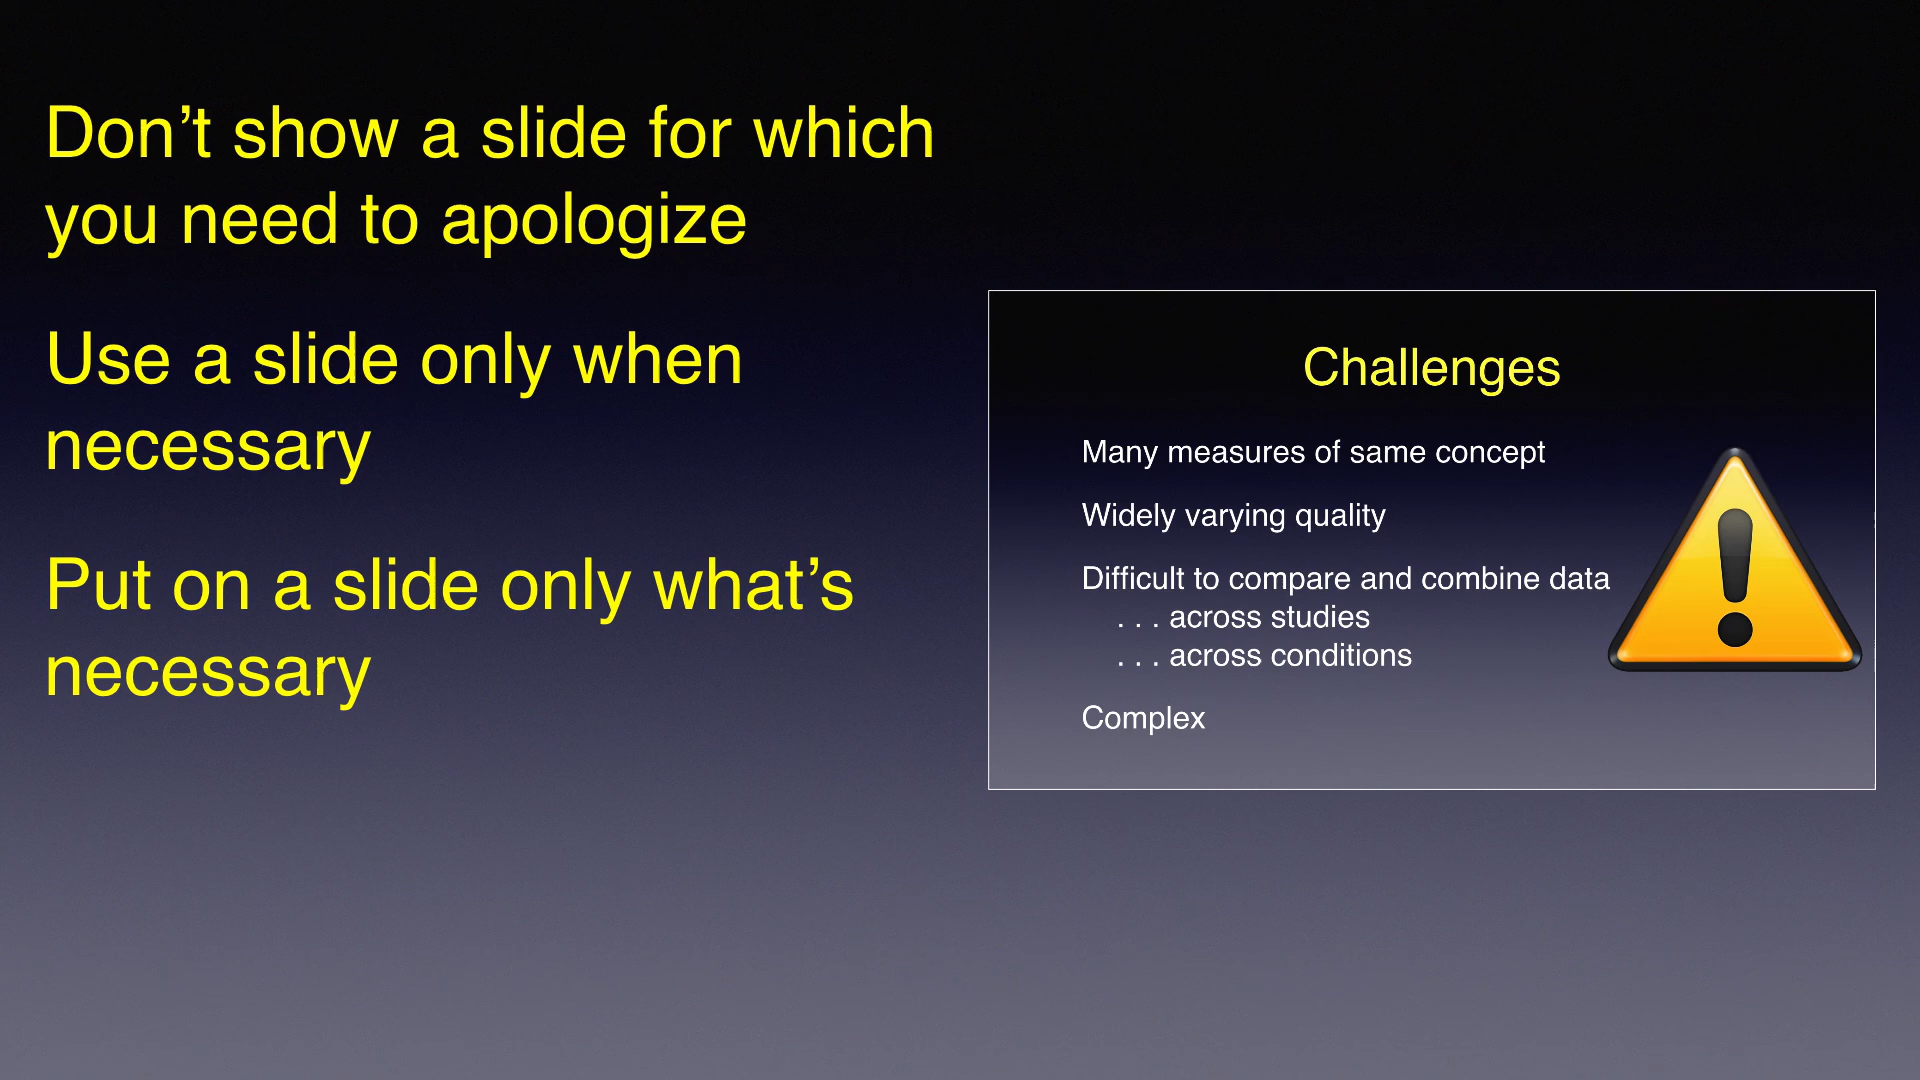 Don’t show a slide for which
you need to apologize
Use a slide only when
necessary
Put on a slide only what’s
necessary
Challenges
Many measures of same concept
Widely varying quality
Difficult to compare and combine data
. . . across studies
. . . across conditions
Complex